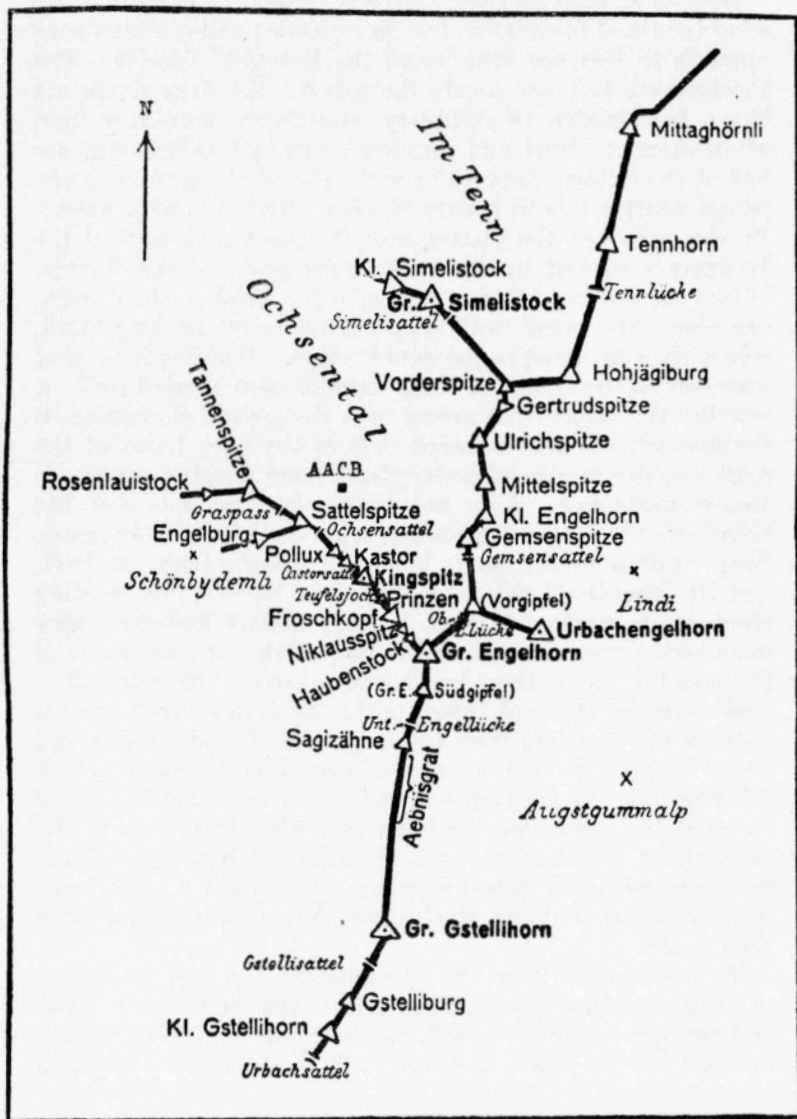 N
Im Tenn
Mittaghörnli
Tennhorn
Tennlücke
Kl. Simelistock
Gr. Simelistock
Simelisattel
Ochsental
Vorderspitze
Hohjägiburg
Gertrudspitze
Ulrichspitze
Tannenspitze
A.A.C.B.
Mittelspitze
Rosenlauistock
Graspass
Sattelspitze
Kl. Engelhorn
Engelburg
Ochsensattel
Gemsenspitze
Pollux
Kastor
Gemsensattel
Schönbydemli
Castorsattel
Kingspitz
Lindi
Teufelsjoch
Prinzen
(Vorgipfel)
Froschkopf
Ob.
E.lücke
Urbachengelhorn
Niklausspitz
Haubenstock
Gr. Engelhorn
(Gr.E. Südgipfel)
Unt. Engellücke
Sagizähne
Aebnisgrat
Augstgummalp
Gr. Gstellihorn
Gstellisattel
Gstelliburg
Kl. Gstellihorn
Urbachsattel